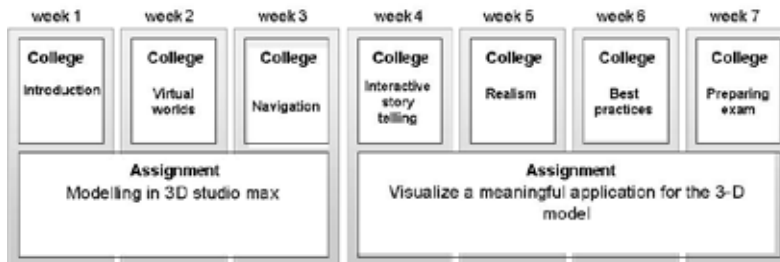 week 1
week 2
week 3
week 4
week 5
week 6
week 7
College
Introduction
College
Virtual
worlds
College
Navigation
College
Interactive
story
telling
College
Realism
College
Best
practices
College
Preparing
exam
Assignment
Modelling in 3D studio max
Assignment
Visualize a meaningful application for the 3-D
model